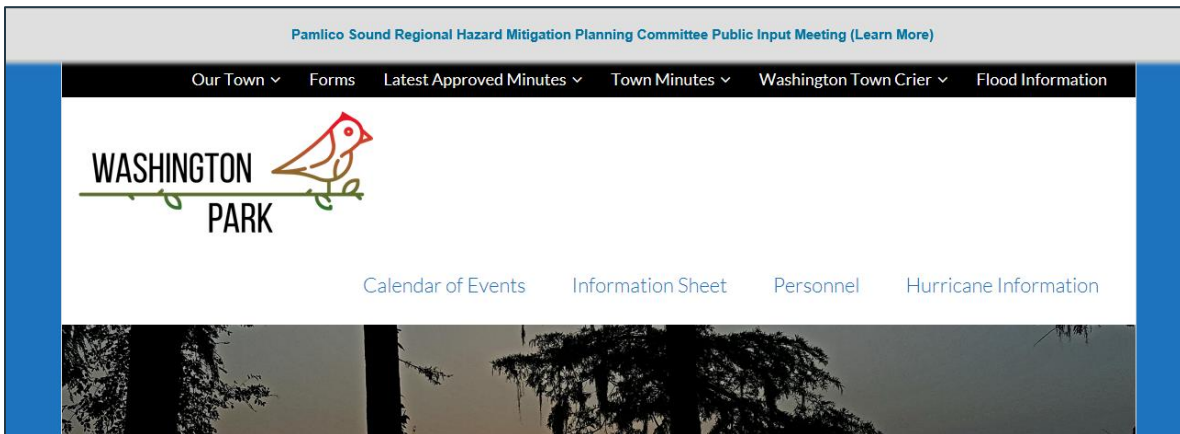 Pamlico Sound Regional Hazard Mitigation Planning Committee Public Input Meeting (Learn More)
Our Town Forms Latest Approved Minutes Town Minutes Washington Town Crier Flood Information
WASHINGTON
PARK
Calendar of Events Information Sheet Personnel Hurricane Information